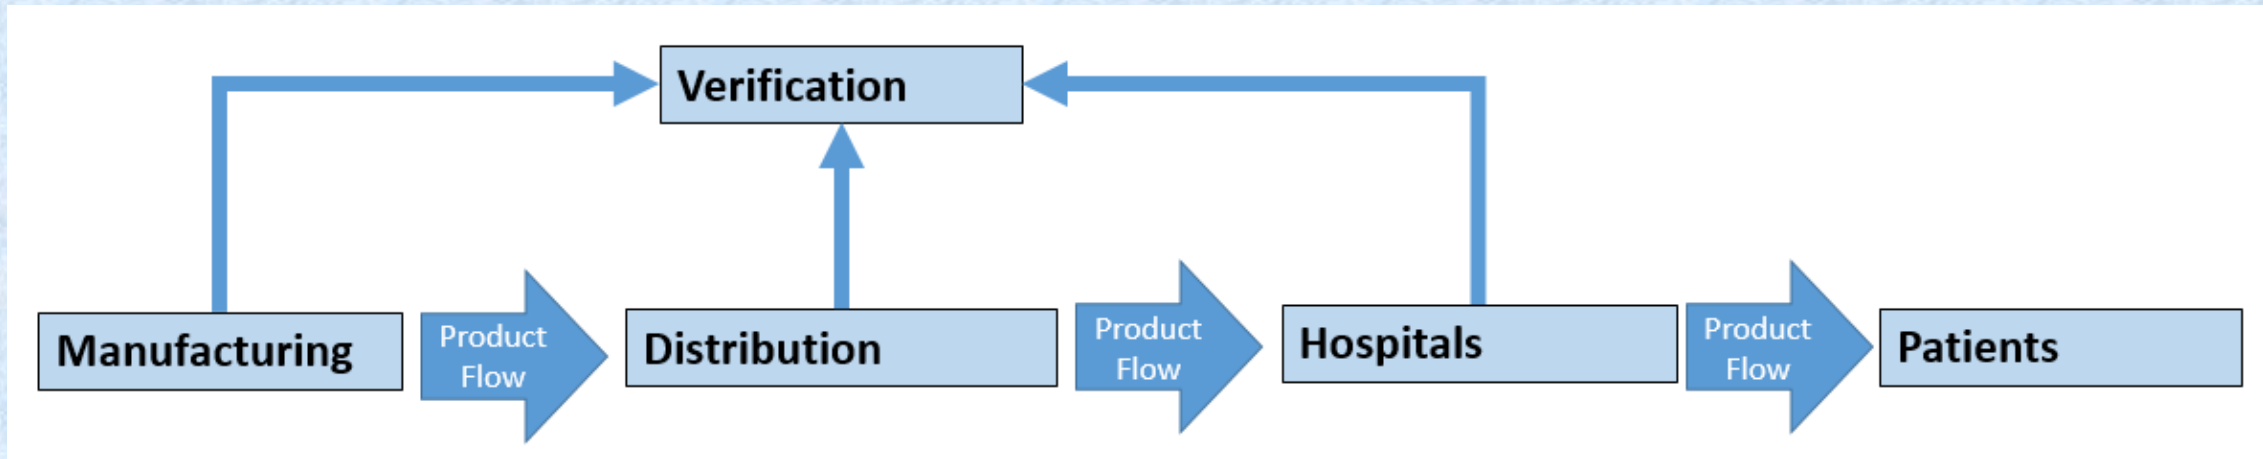 Verification
Manufacturing
Product
Flow
Distribution
Product
Flow
Hospitals
Product
Flow
Patients